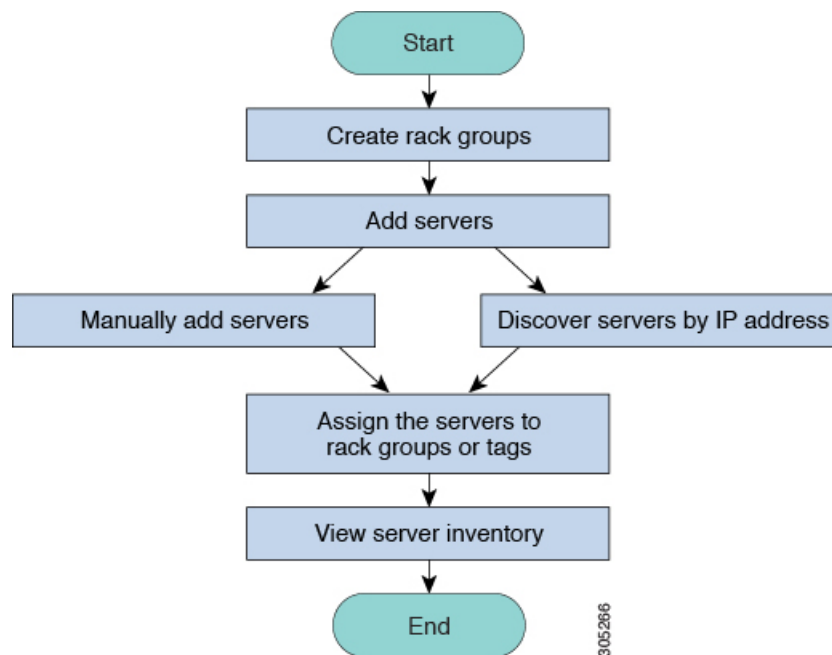 Start
Create rack groups
Add servers
Manually add servers
Discover servers by IP address
Assign the servers to
rack groups or tags
View server inventory
End
305266